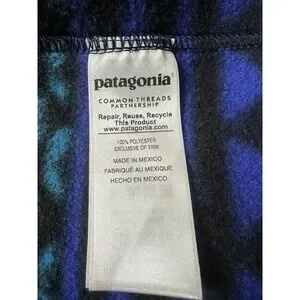 patagonia®
COMMON THREADS
PARTNERSHIP
Repair, Reuse, Recycle
This Product
www.patagonia.com
100% POLYESTER
EXCLUSIVE OF TRIM
MADE IN MEXICO
FABRIQUÉ AU MEXIQUE
HECHO EN MEXICO